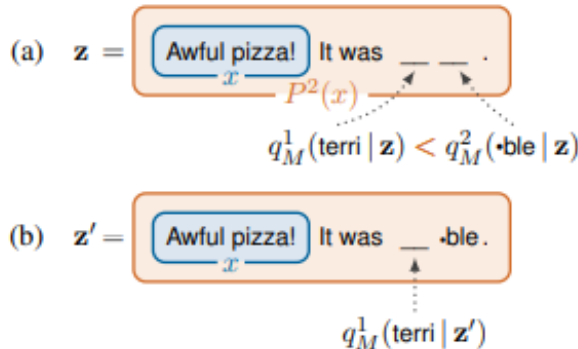 (a) z = Awful pizza! It was __ __ .
x
P²(x)
q¹_M(terri | z) < q²_M(•ble | z)
(b) z′ = Awful pizza! It was __ •ble .
x
q¹_M(terri | z′)